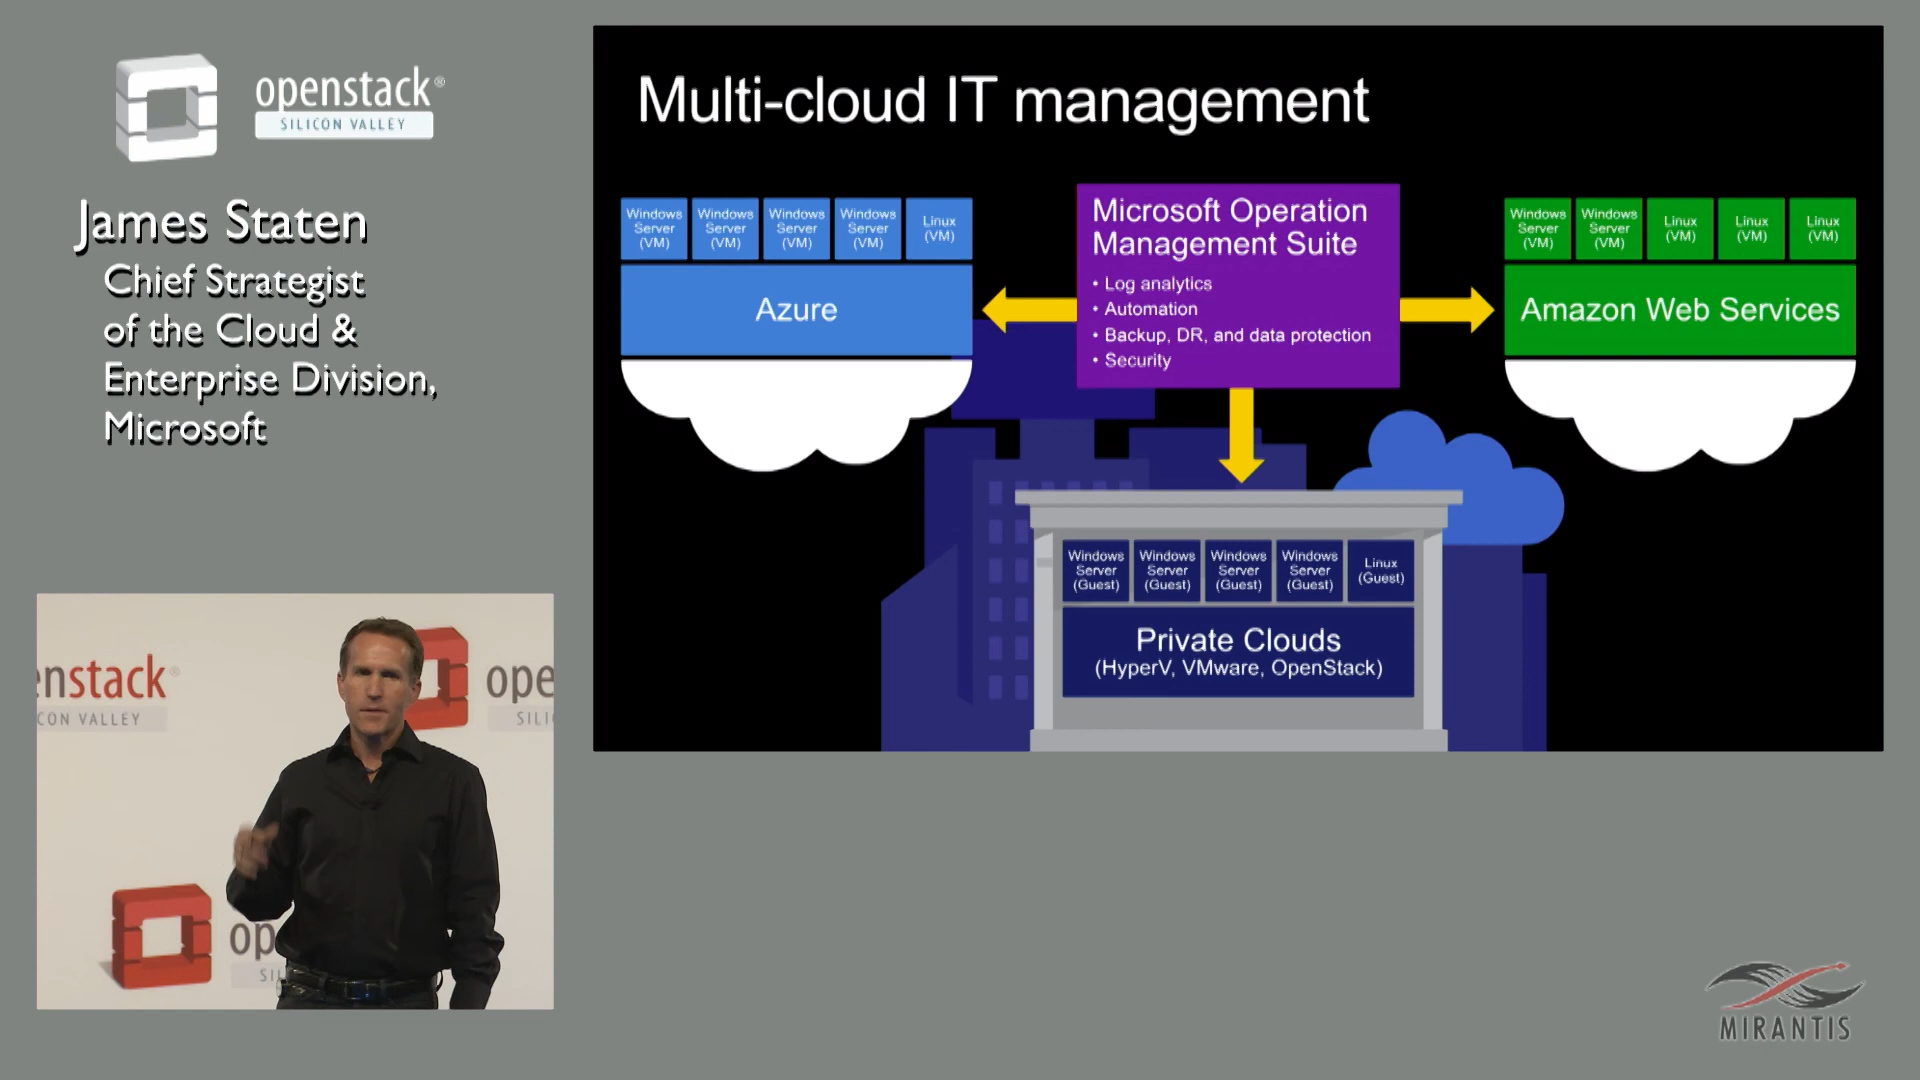 openstack®
SILICON VALLEY
James Staten
Chief Strategist
of the Cloud &
Enterprise Division,
Microsoft
Multi-cloud IT management
Windows
Server
(VM)
Windows
Server
(VM)
Windows
Server
(VM)
Windows
Server
(VM)
Linux
(VM)
Azure
Microsoft Operation
Management Suite
• Log analytics
• Automation
• Backup, DR, and data protection
• Security
Windows
Server
(VM)
Windows
Server
(VM)
Linux
(VM)
Linux
(VM)
Linux
(VM)
Amazon Web Services
Windows
Server
(Guest)
Windows
Server
(Guest)
Windows
Server
(Guest)
Windows
Server
(Guest)
Linux
(Guest)
Private Clouds
(HyperV, VMware, OpenStack)
enstack®
CON VALLEY
ope
SILI
op
SIL
MIRANTIS